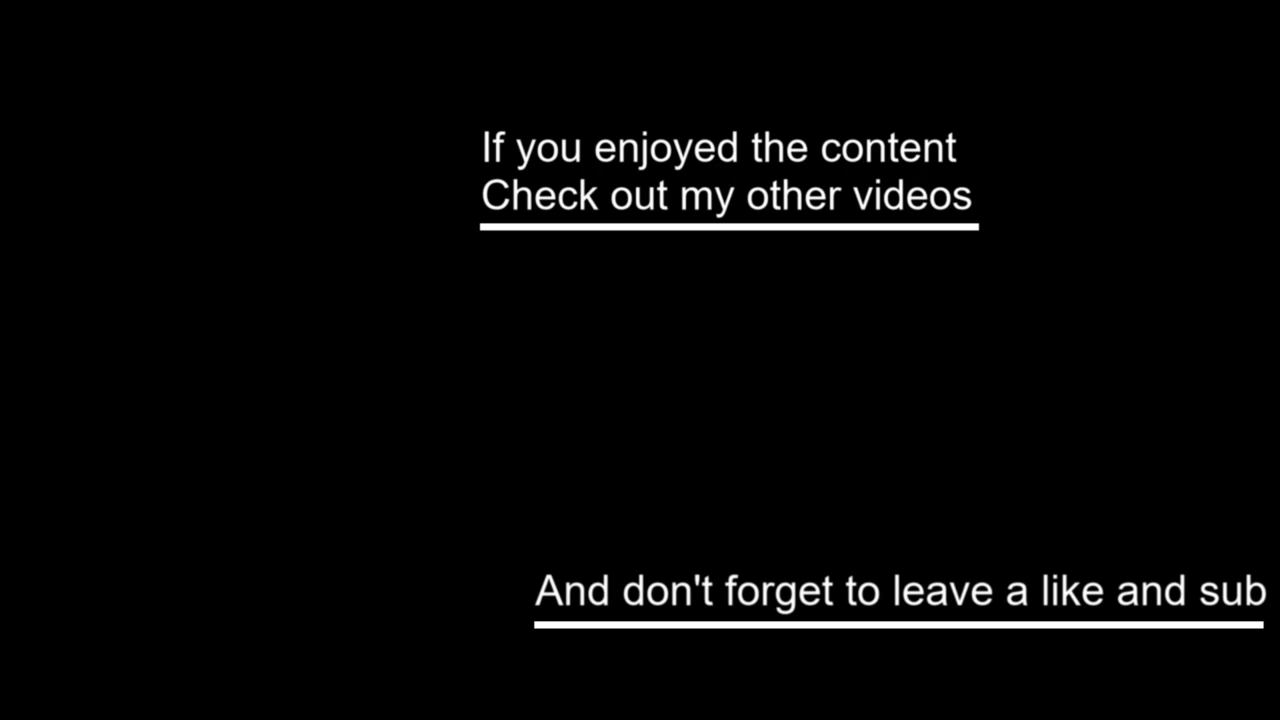 If you enjoyed the content
Check out my other videos
And don't forget to leave a like and sub